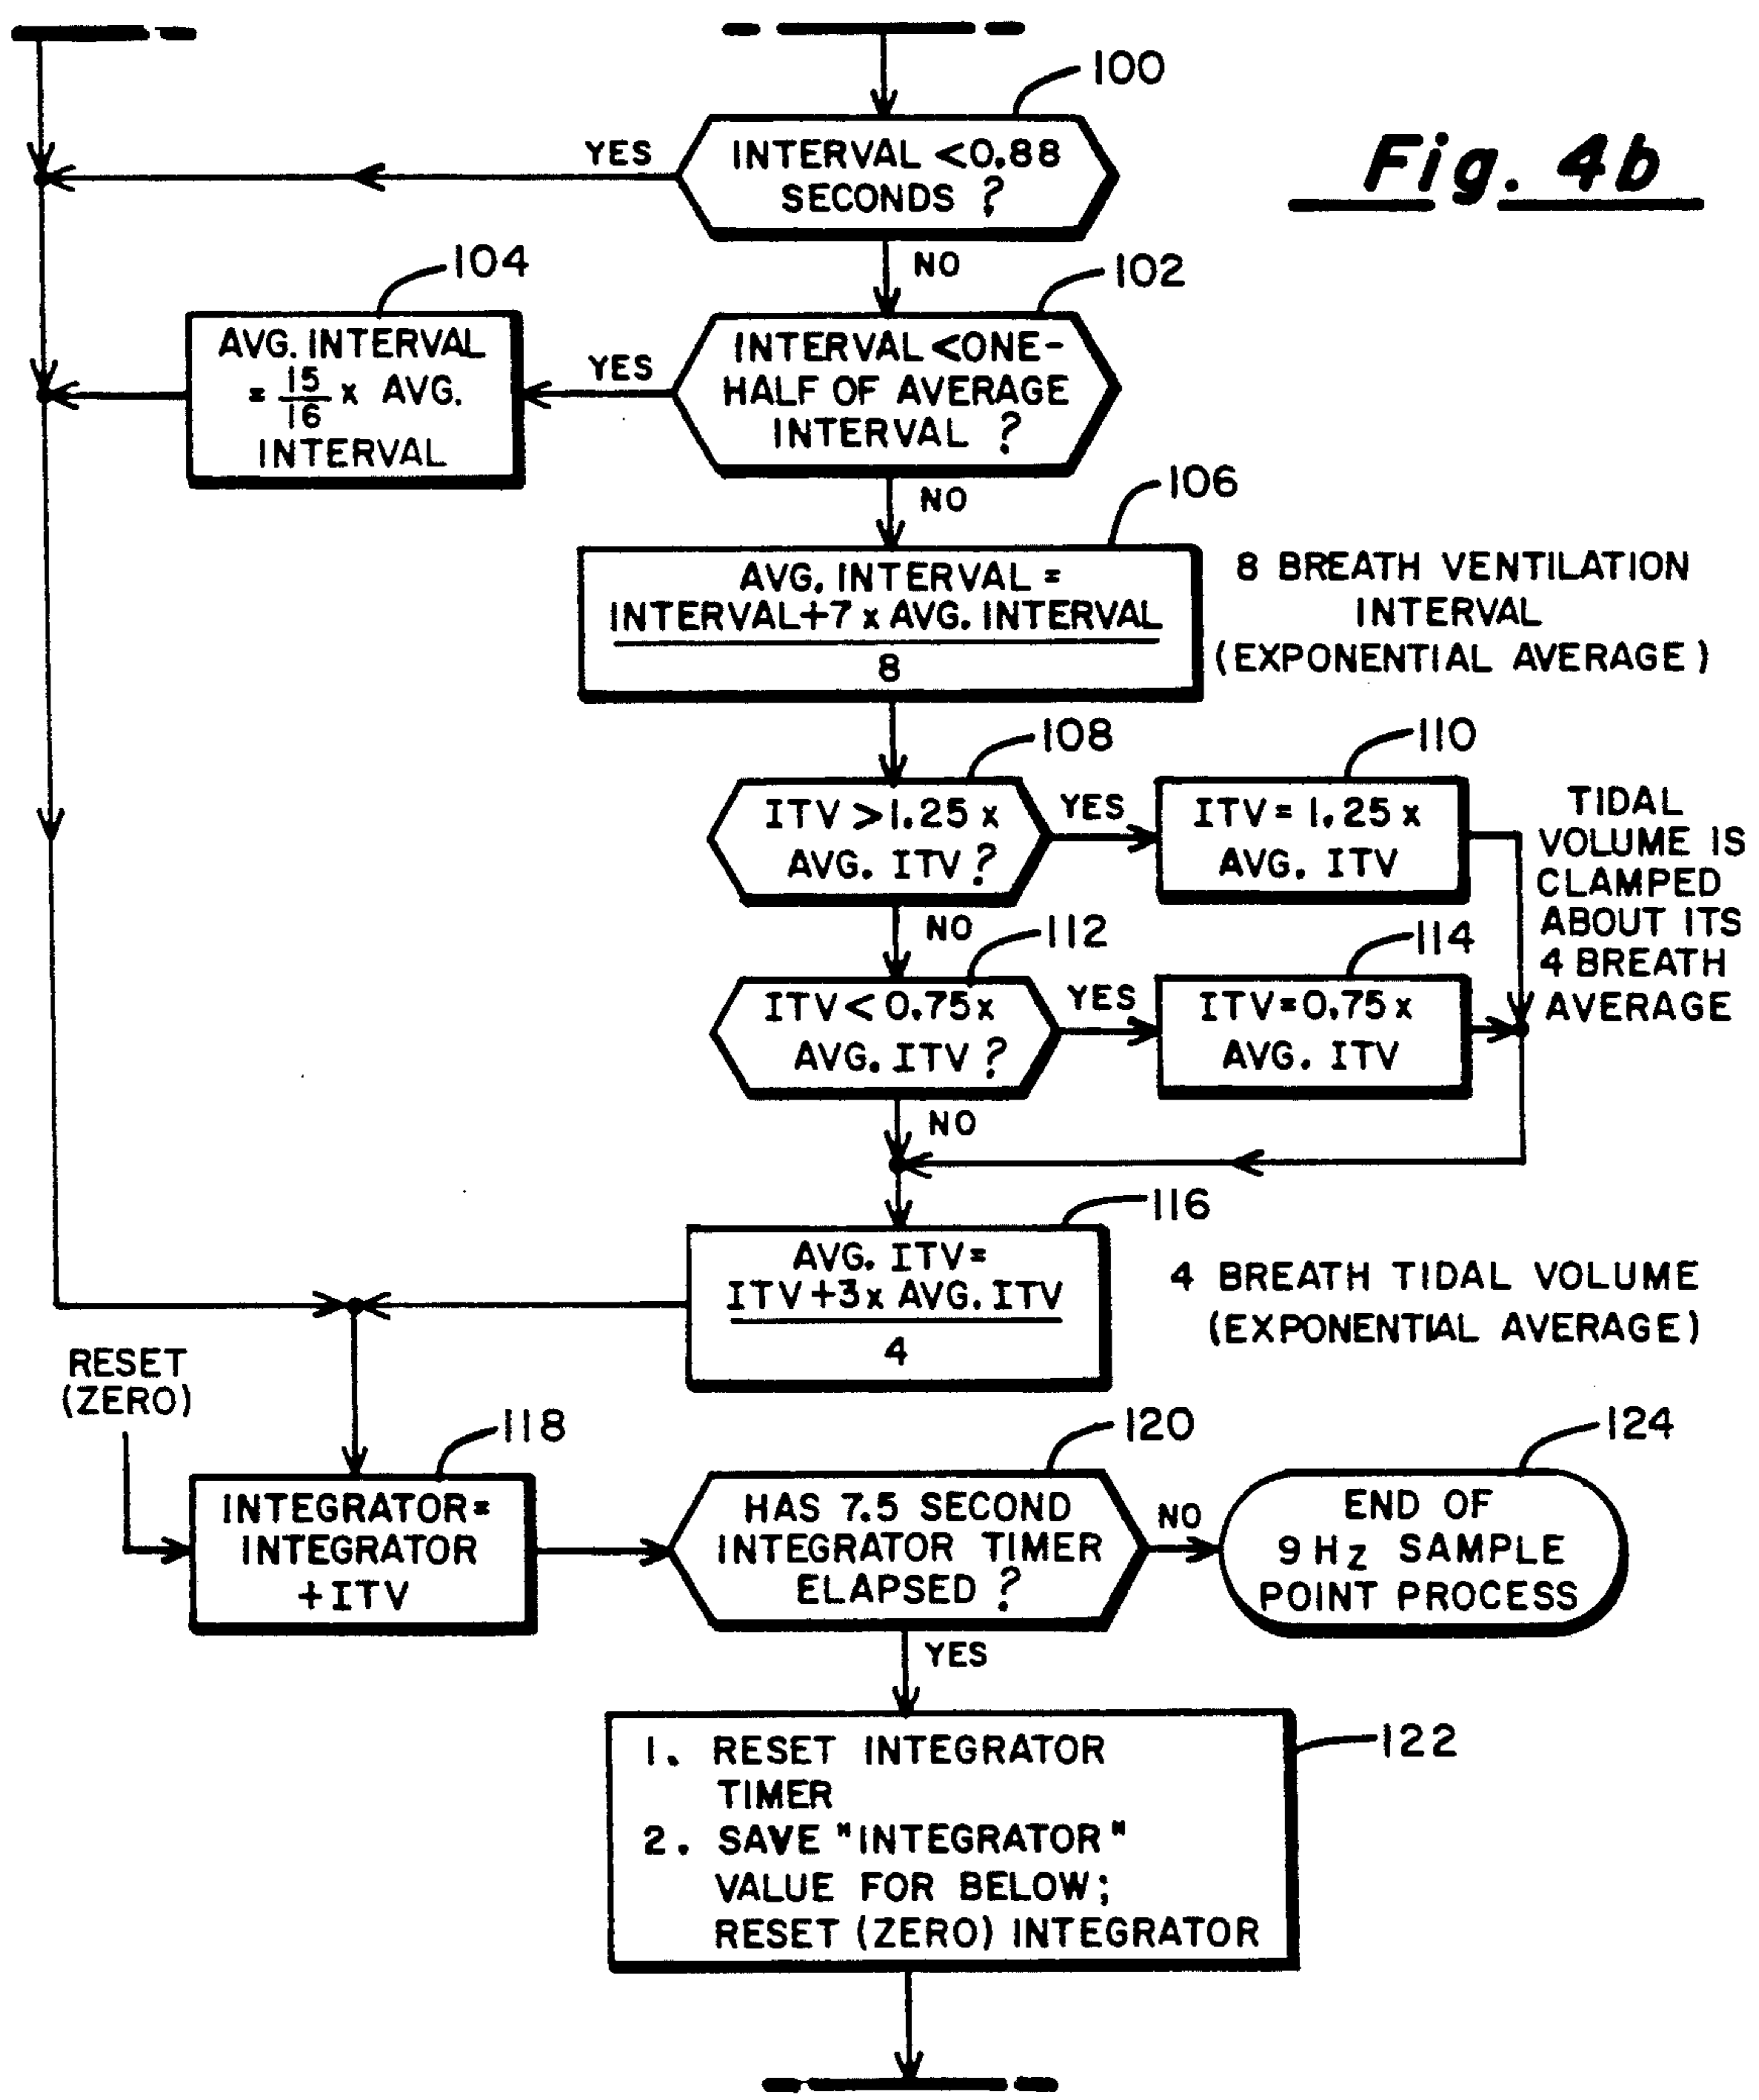 100
Fig. 4b
INTERVAL <0.88
SECONDS ?
YES
NO
104
102
AVG. INTERVAL
= 15/16 x AVG.
INTERVAL
YES
INTERVAL <ONE-
HALF OF AVERAGE
INTERVAL ?
NO
106
AVG. INTERVAL =
INTERVAL+7 x AVG. INTERVAL
8
8 BREATH VENTILATION
INTERVAL
(EXPONENTIAL AVERAGE)
108
ITV >1.25 x
AVG. ITV ?
YES
NO
110
ITV = 1.25 x
AVG. ITV
TIDAL
VOLUME IS
CLAMPED
ABOUT ITS
4 BREATH
AVERAGE
112
ITV < 0.75x
AVG. ITV ?
YES
NO
114
ITV=0.75 x
AVG. ITV
116
AVG. ITV=
ITV+3x AVG. ITV
4
4 BREATH TIDAL VOLUME
(EXPONENTIAL AVERAGE)
RESET
(ZERO)
118
INTEGRATOR=
INTEGRATOR
+ITV
120
HAS 7.5 SECOND
INTEGRATOR TIMER
ELAPSED ?
NO
YES
124
END OF
9 Hz SAMPLE
POINT PROCESS
122
1. RESET INTEGRATOR
TIMER
2. SAVE "INTEGRATOR"
VALUE FOR BELOW;
RESET (ZERO) INTEGRATOR